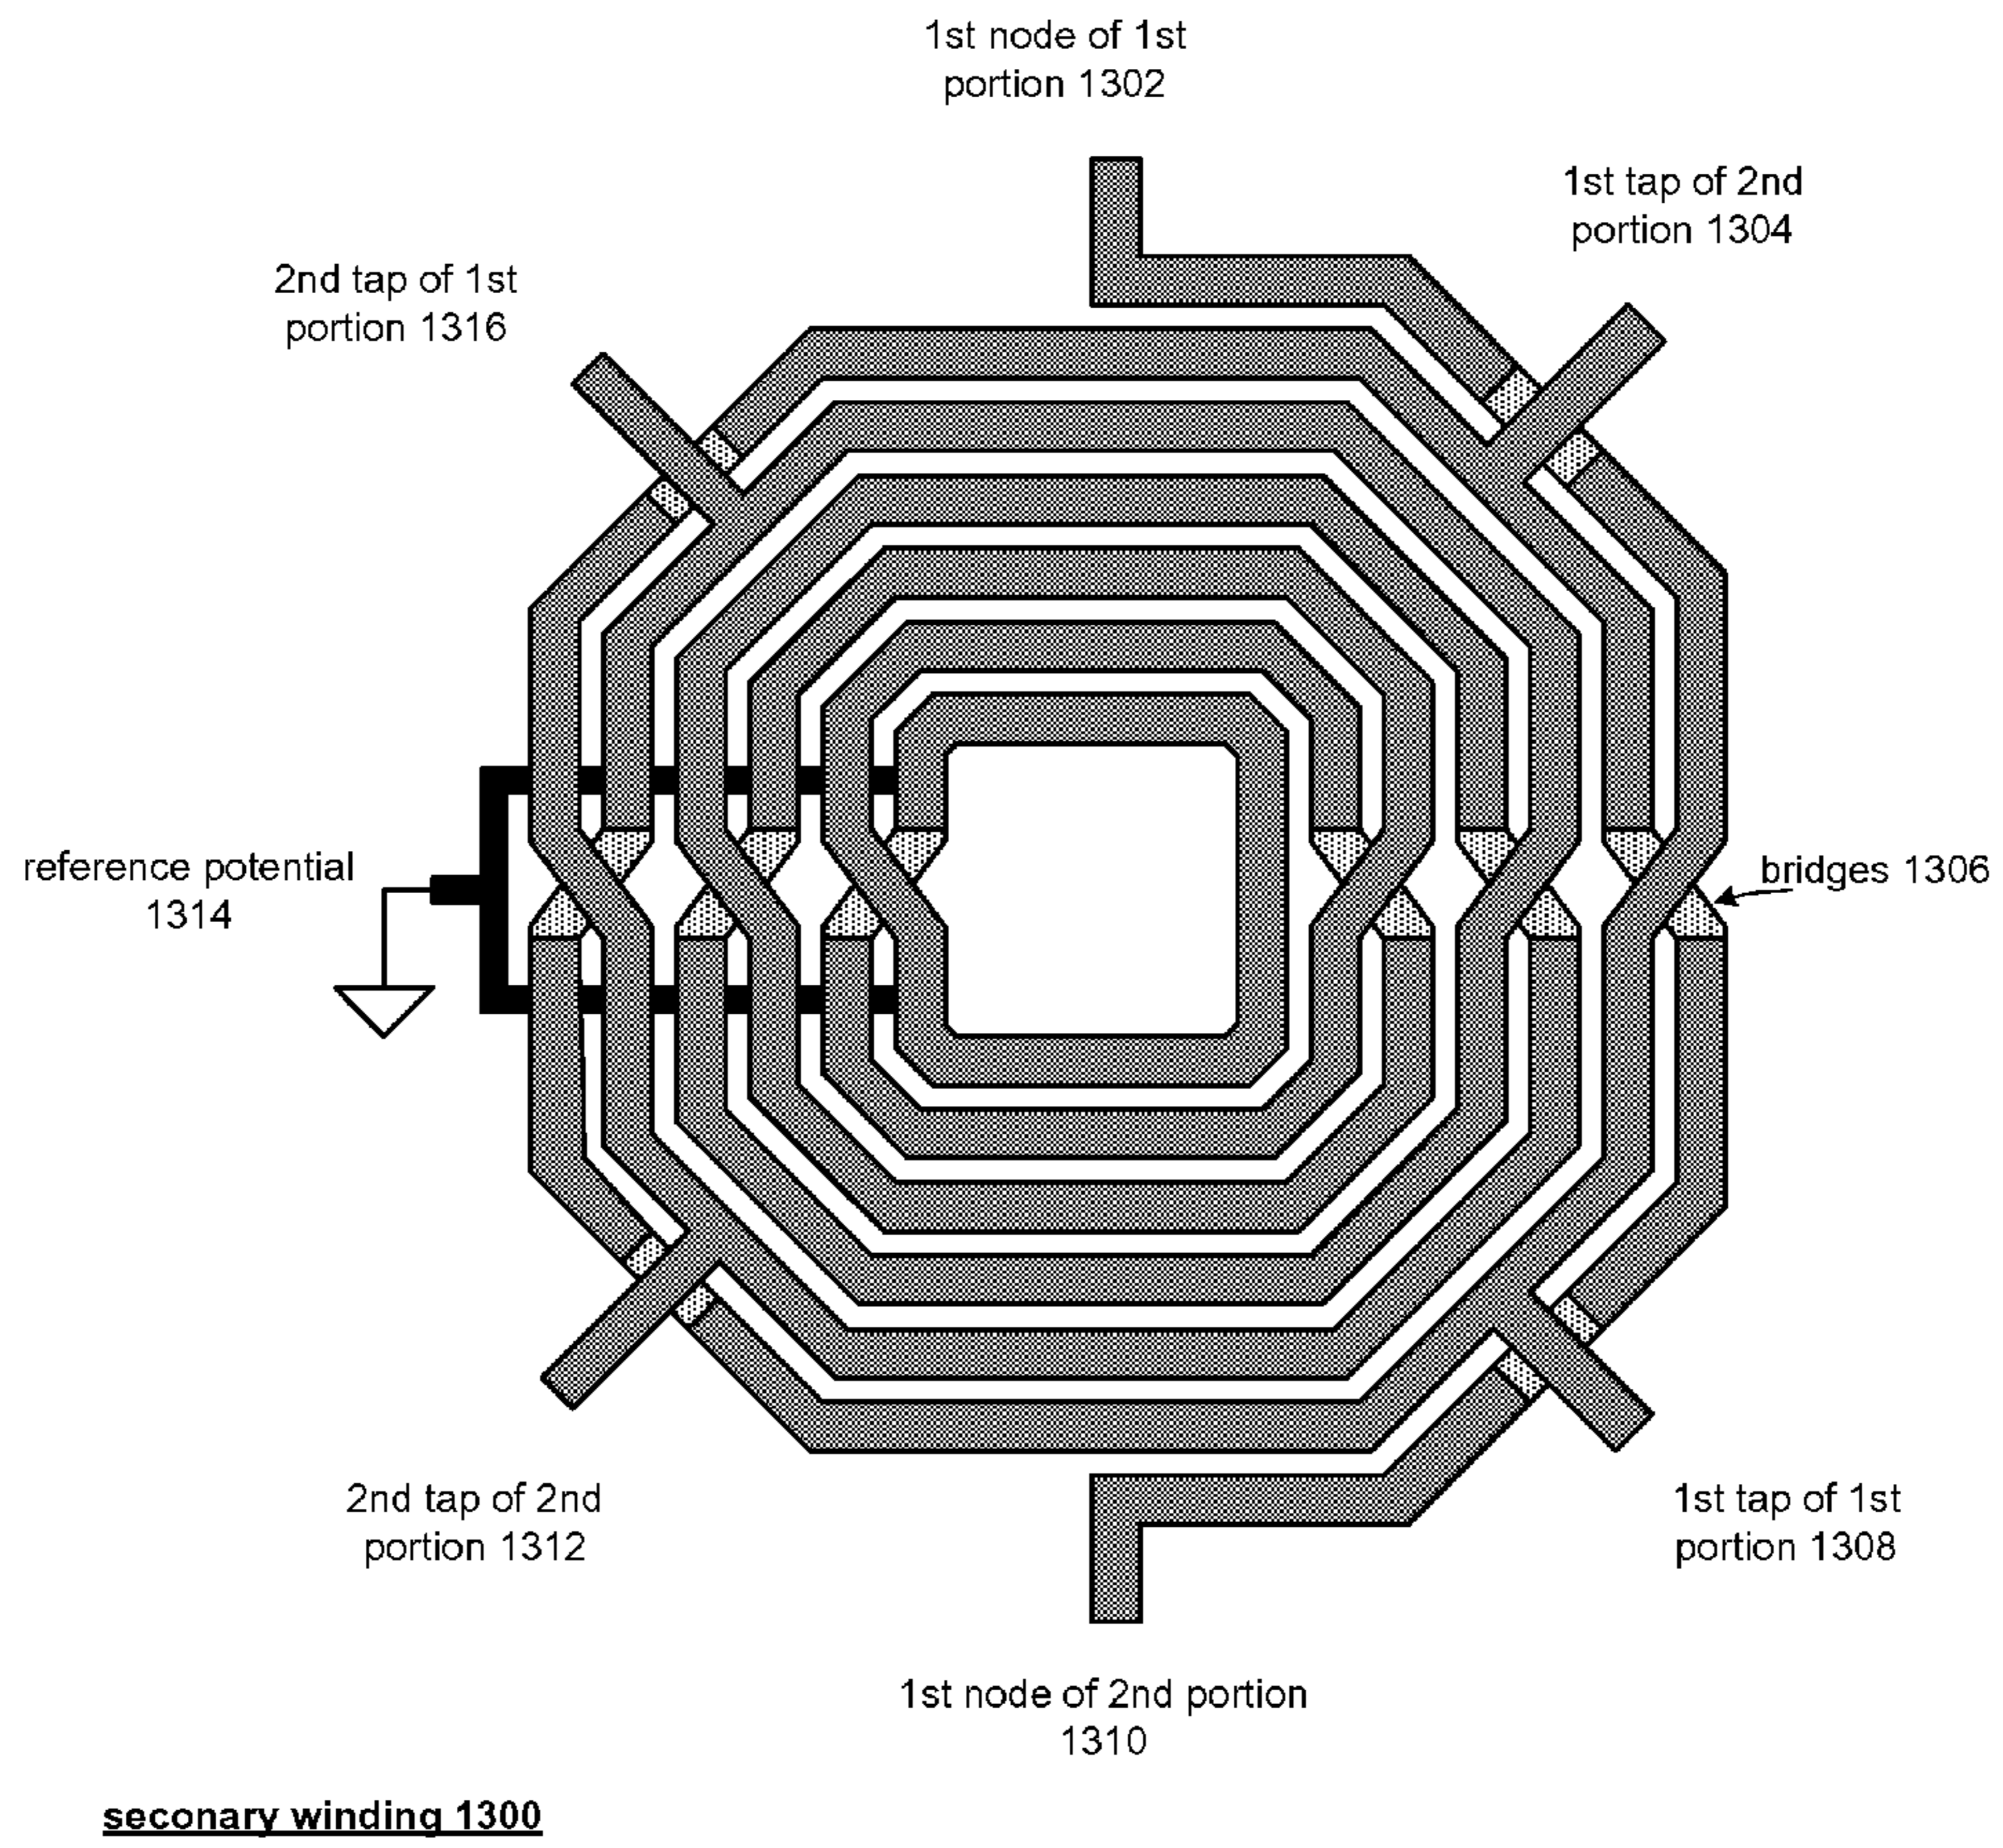 1st node of 1st
portion 1302
1st tap of 2nd
portion 1304
2nd tap of 1st
portion 1316
reference potential
1314
bridges 1306
2nd tap of 2nd
portion 1312
1st tap of 1st
portion 1308
1st node of 2nd portion
1310
seconary winding 1300